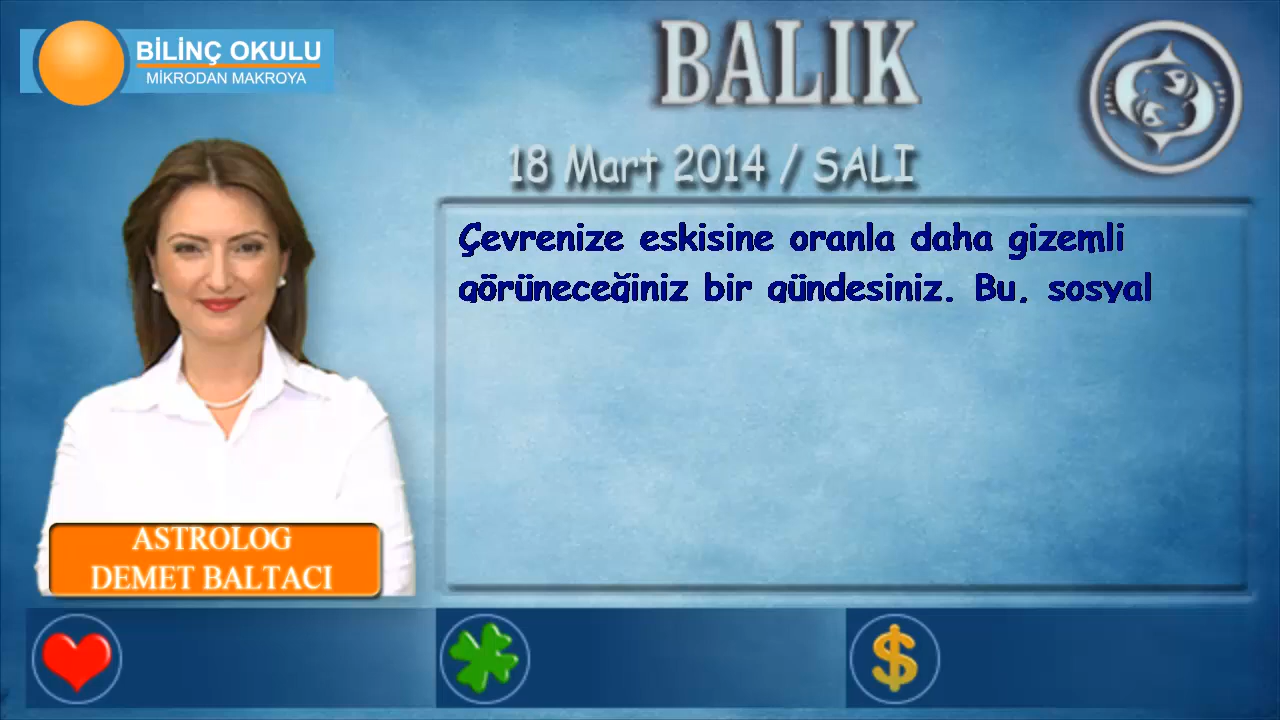 BİLİNÇ OKULU
MİKRODAN MAKROYA
BALIK
18 Mart 2014 / SALI
Çevrenize eskisine oranla daha gizemli
görüneceğiniz bir gündesiniz. Bu, sosyal
ASTROLOG
DEMET BALTACI